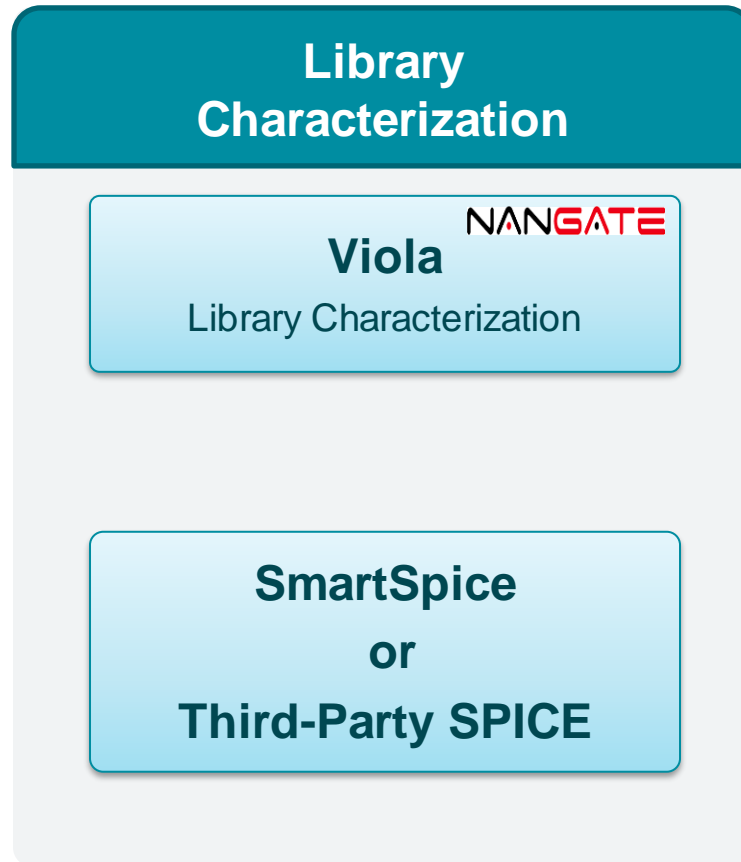 Library
Characterization
NANGATE
Viola
Library Characterization
SmartSpice
or
Third-Party SPICE